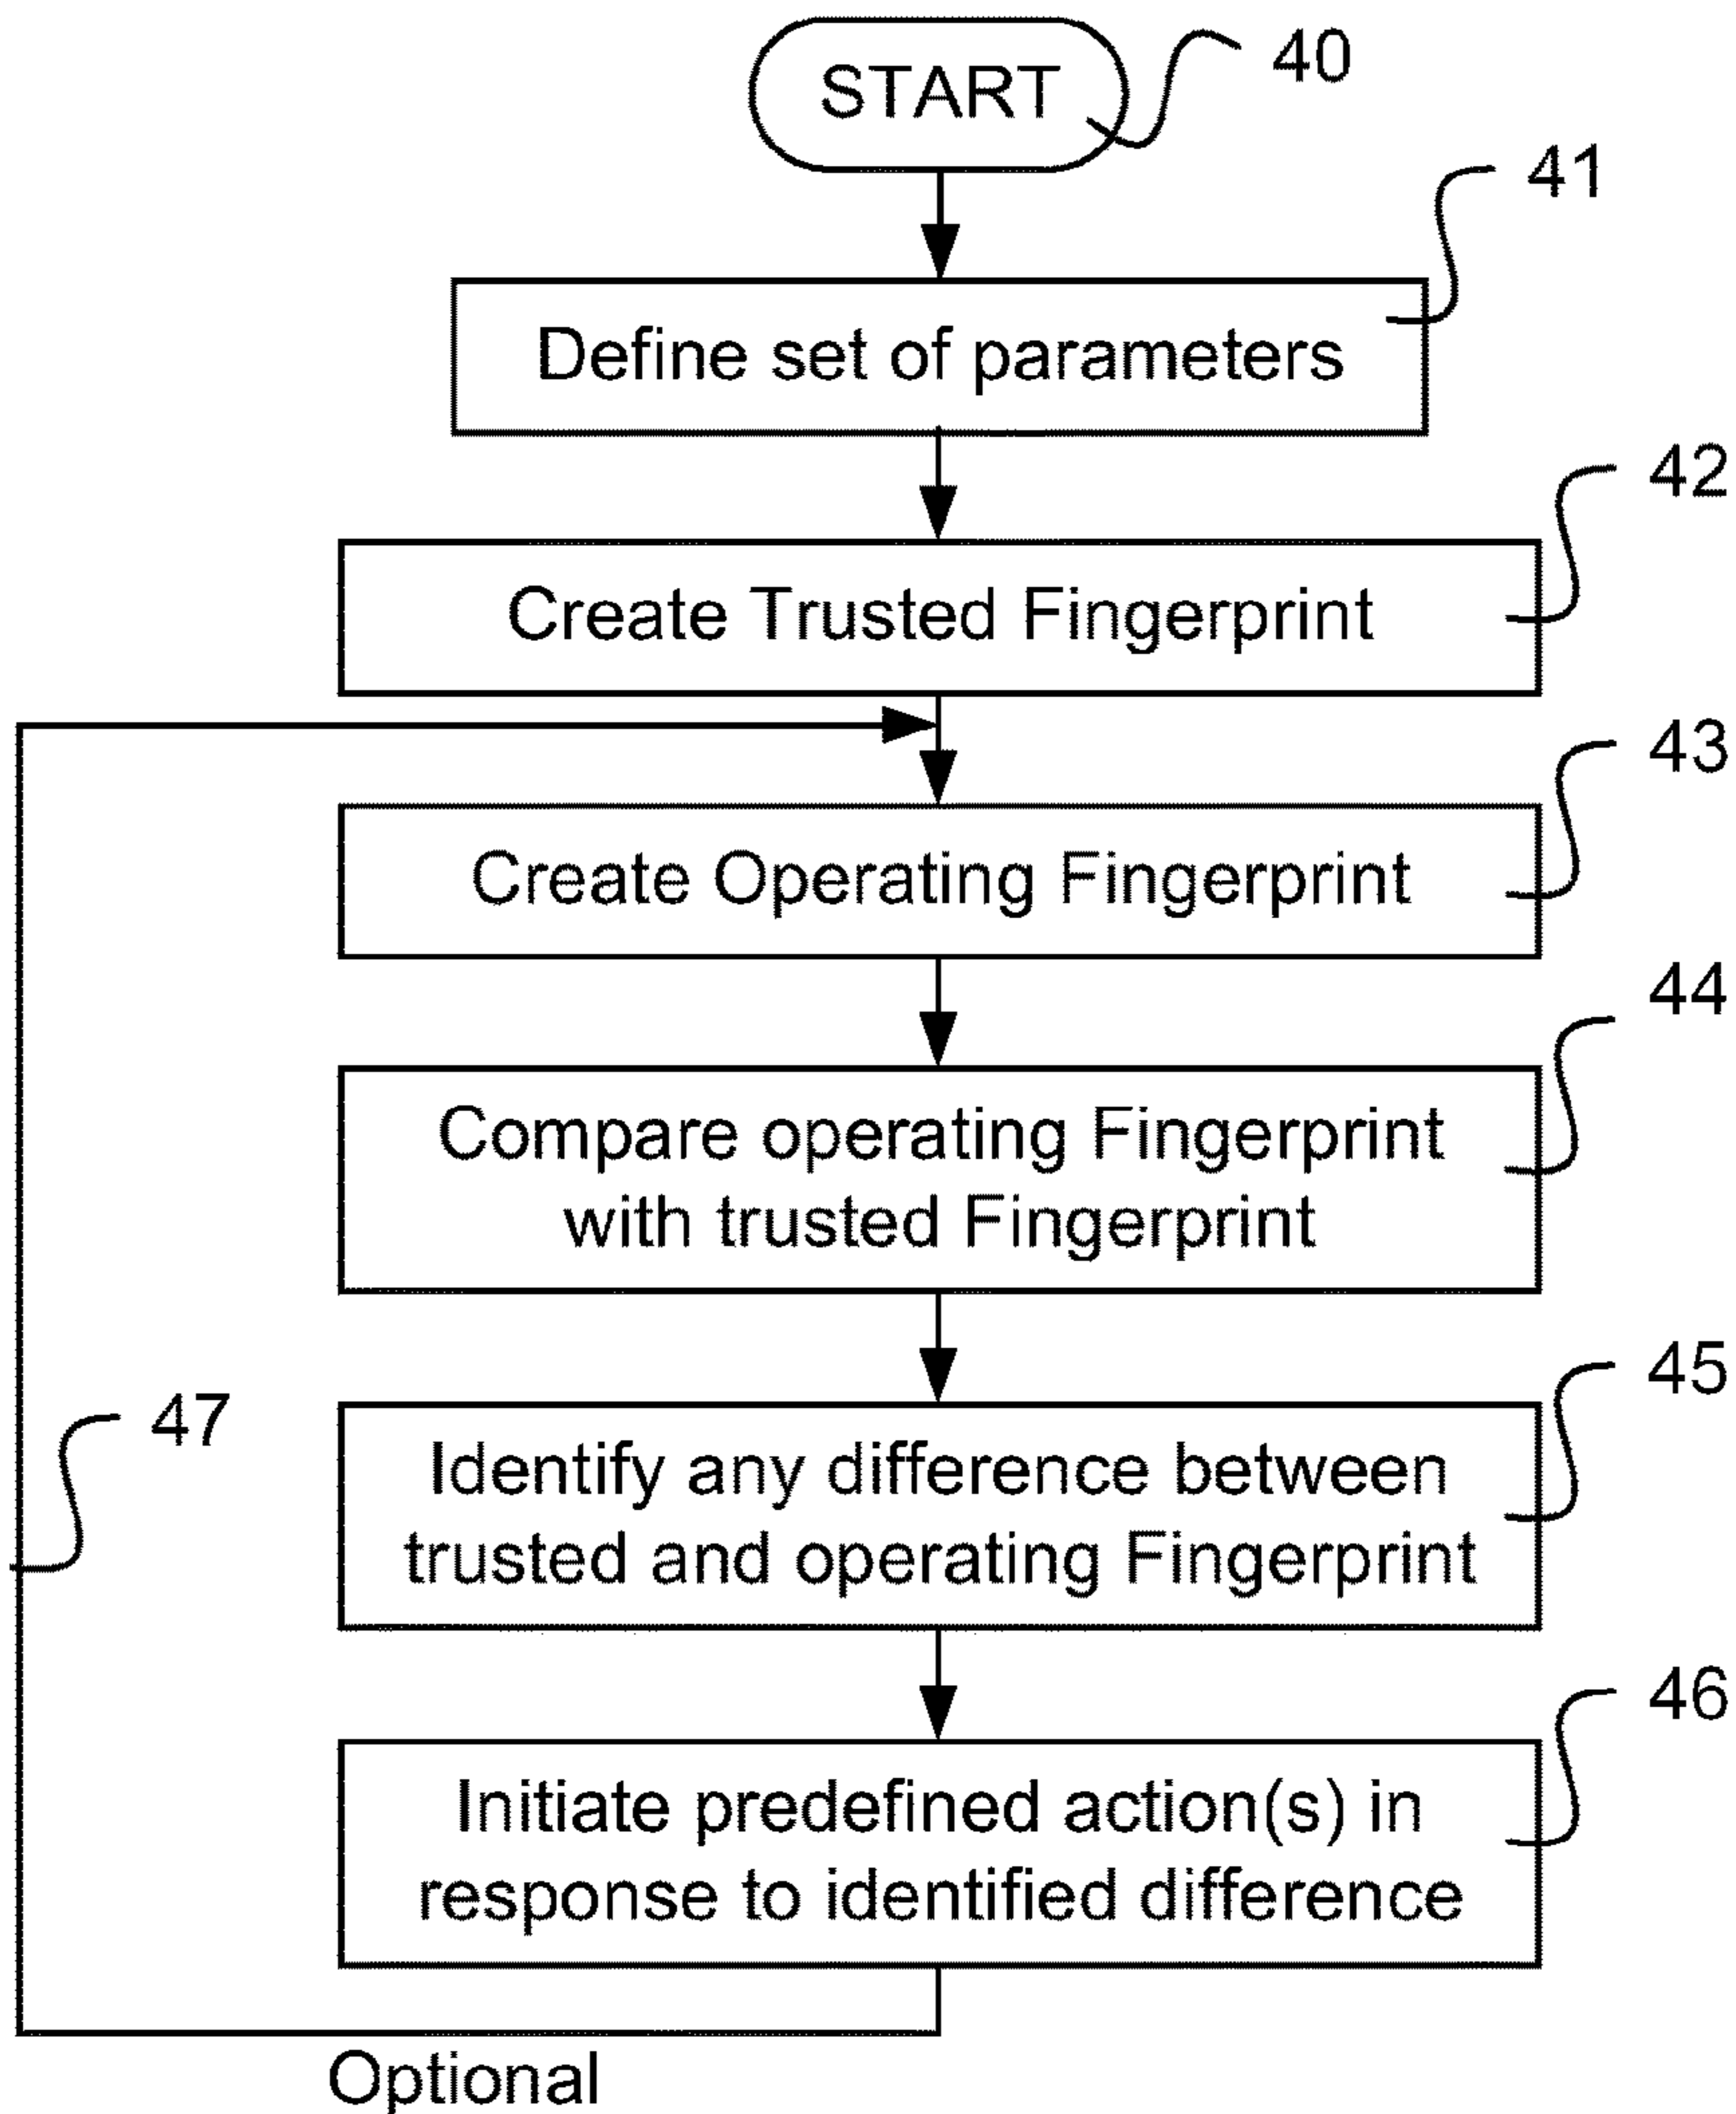 START
40
41
Define set of parameters
42
Create Trusted Fingerprint
43
Create Operating Fingerprint
44
Compare operating Fingerprint
with trusted Fingerprint
45
47
Identify any difference between
trusted and operating Fingerprint
46
Initiate predefined action(s) in
response to identified difference
Optional